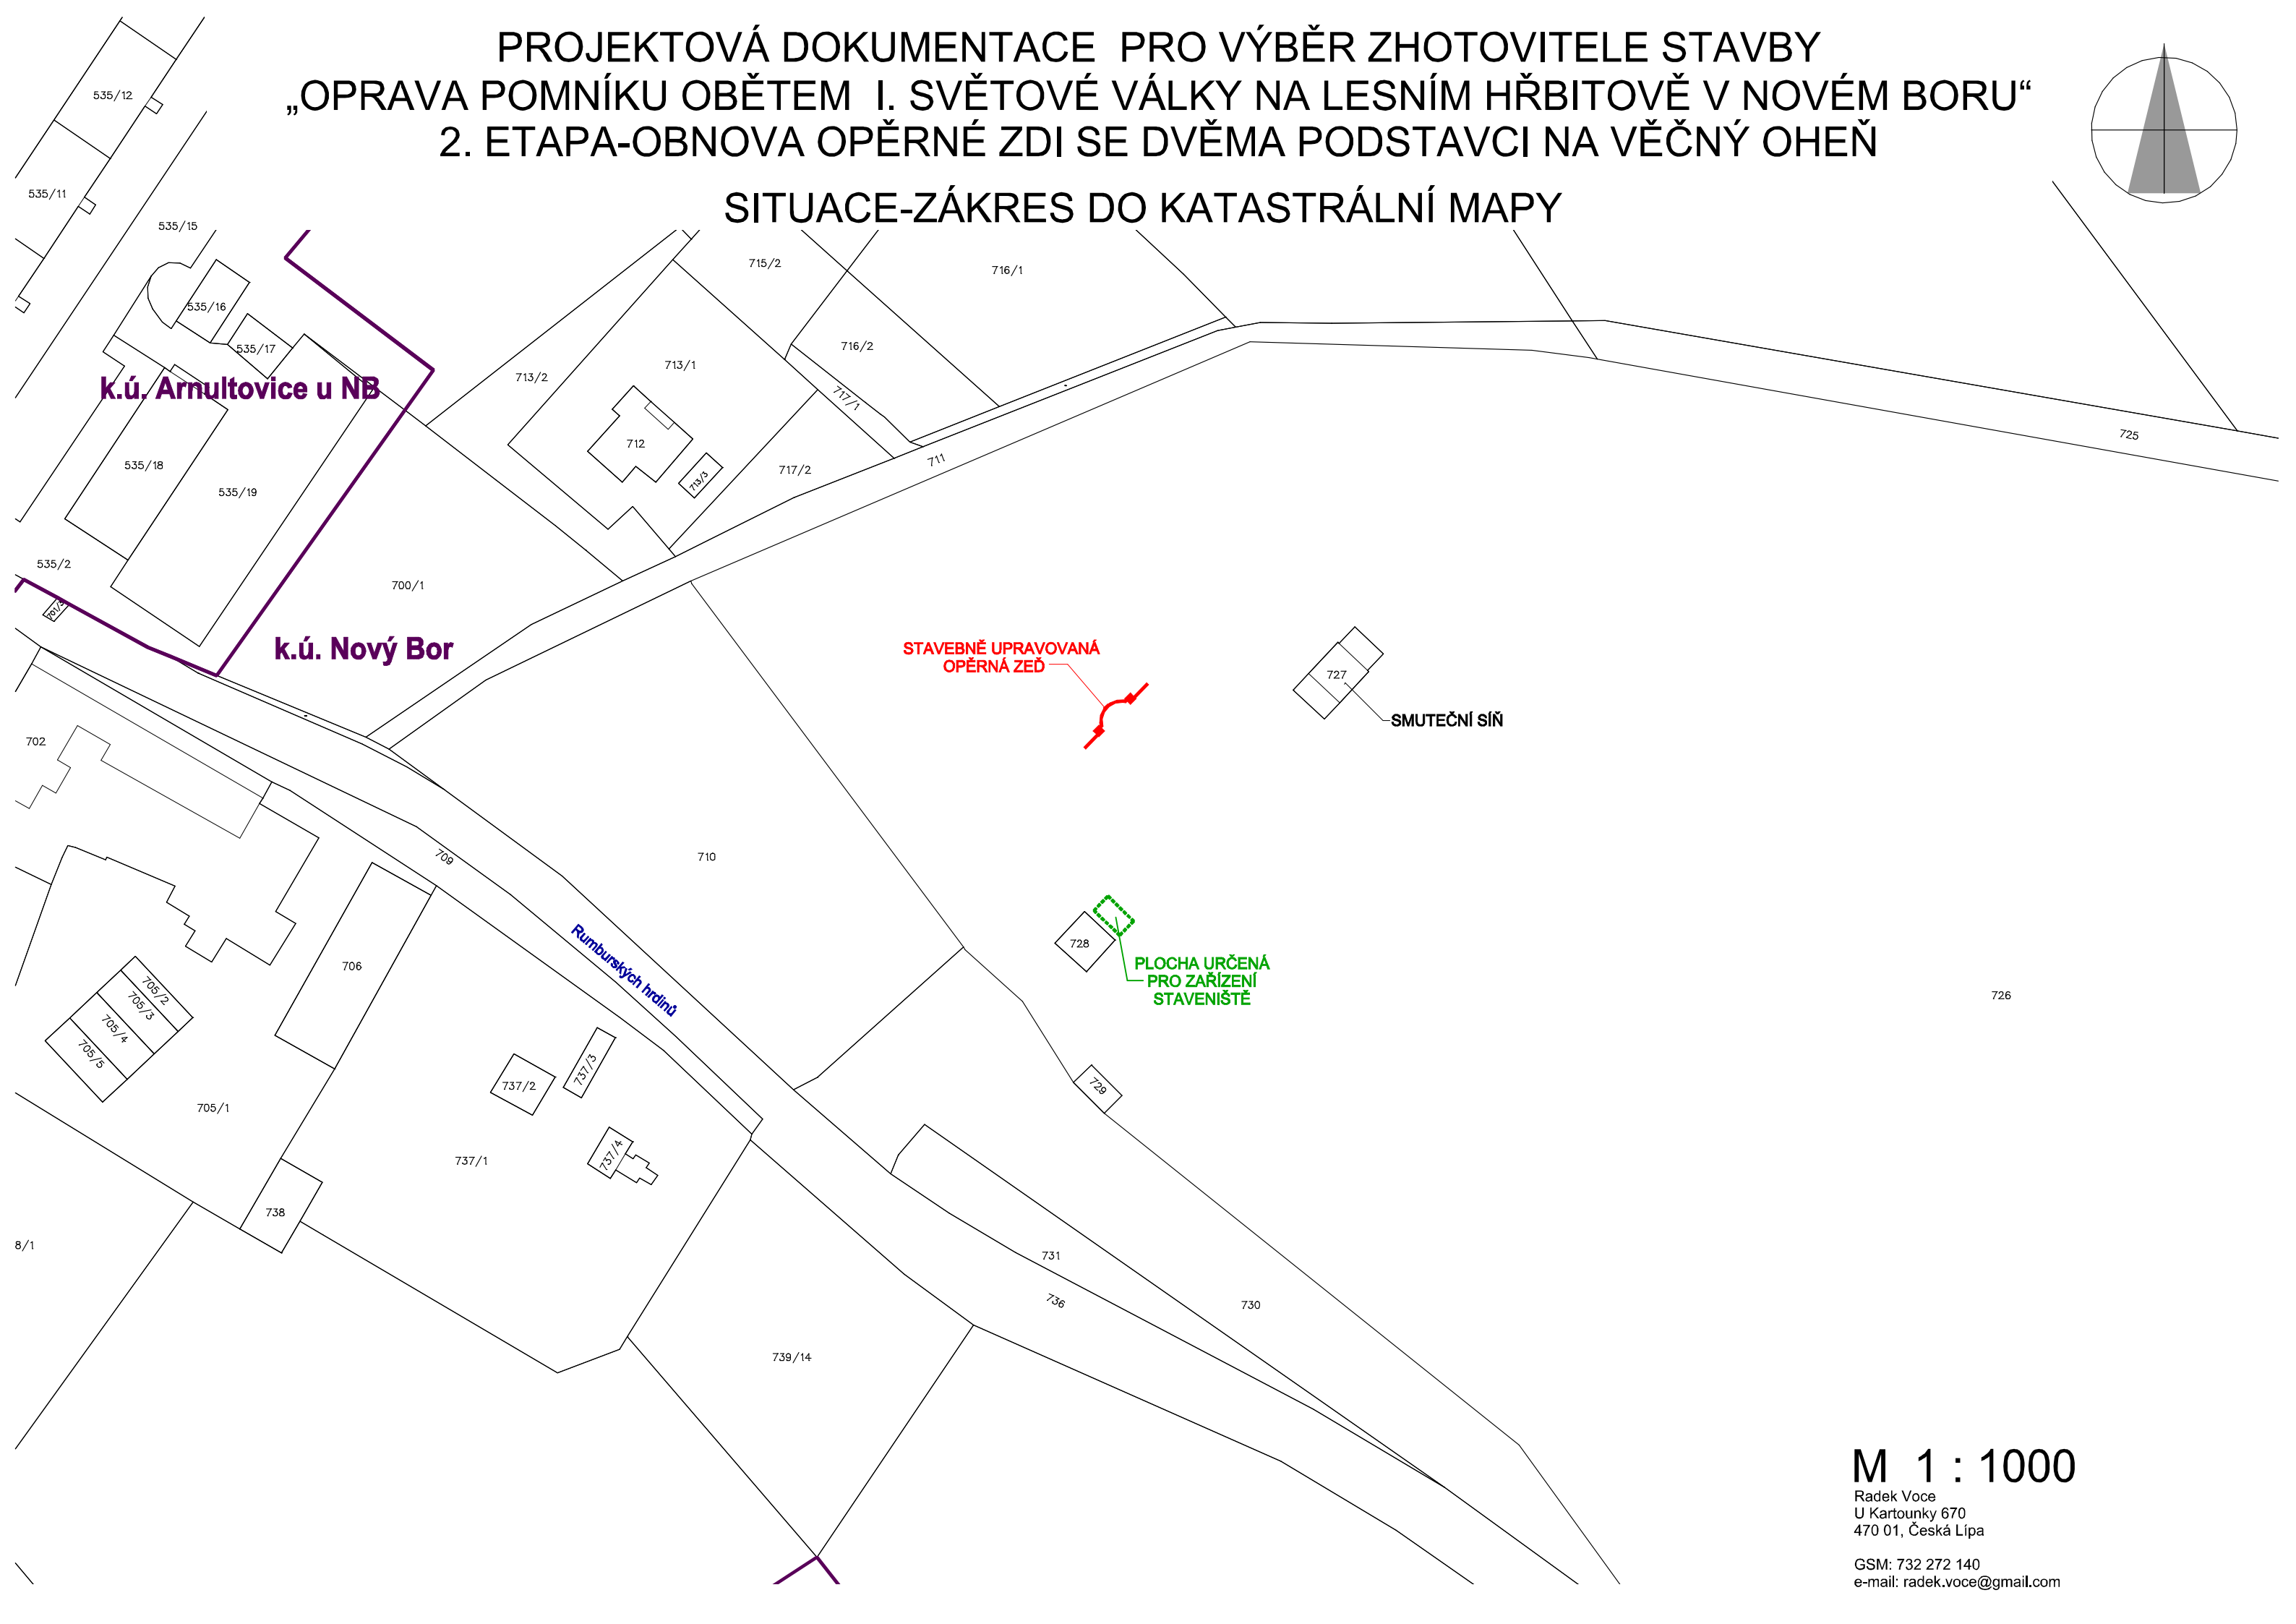 PROJEKTOVÁ DOKUMENTACE PRO VÝBĚR ZHOTOVITELE STAVBY
„OPRAVA POMNÍKU OBĚTEM I. SVĚTOVÉ VÁLKY NA LESNÍM HŘBITOVĚ V NOVÉM BORU“
2. ETAPA-OBNOVA OPĚRNÉ ZDI SE DVĚMA PODSTAVCI NA VĚČNÝ OHEŇ
SITUACE-ZÁKRES DO KATASTRÁLNÍ MAPY
535/12
535/11
535/15
535/16
535/17
715/2
716/1
716/2
713/2
713/1
717/1
k.ú. Arnultovice u NB
712
713/3
717/2
711
725
535/18
535/19
535/2
700/1
k.ú. Nový Bor
STAVEBNĚ UPRAVOVANÁ
OPĚRNÁ ZEĎ
727
SMUTEČNÍ SÍŇ
702
709
710
Rumburských hrdinů
728
PLOCHA URČENÁ
PRO ZAŘÍZENÍ
STAVENIŠTĚ
726
706
705/2
705/3
705/4
705/5
705/1
737/2
737/3
737/4
737/1
729
738
8/1
731
736
730
739/14
M 1 : 1000
Radek Voce
U Kartounky 670
470 01, Česká Lípa
GSM: 732 272 140
e-mail: radek.voce@gmail.com